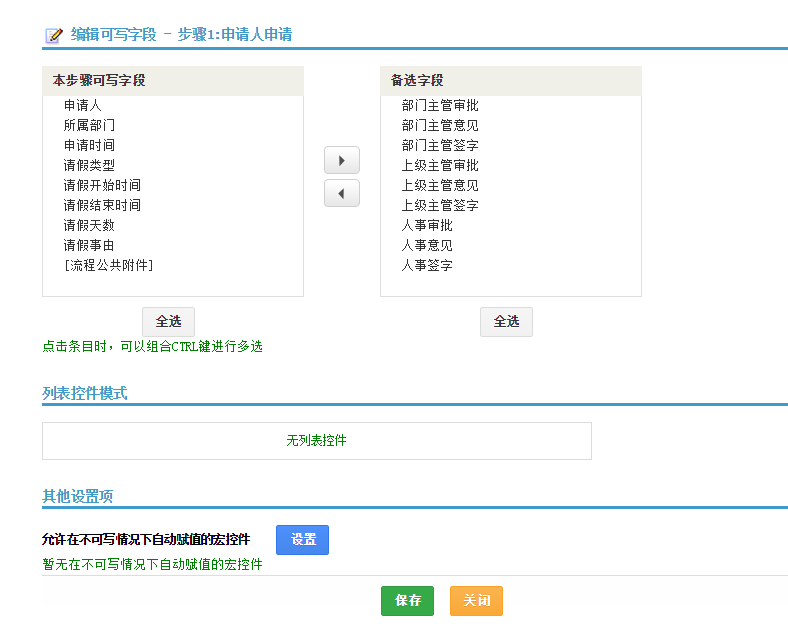 编辑可写字段 - 步骤1:申请人申请
本步骤可写字段
申请人
所属部门
申请时间
请假类型
请假开始时间
请假结束时间
请假天数
请假事由
[流程公共附件]
全选
备选字段
部门主管审批
部门主管意见
部门主管签字
上级主管审批
上级主管意见
上级主管签字
人事审批
人事意见
人事签字
全选
点击条目时，可以组合CTRL键进行多选
列表控件模式
无列表控件
其他设置项
允许在不可写情况下自动赋值的宏控件 设置
暂无在不可写情况下自动赋值的宏控件
保存 关闭